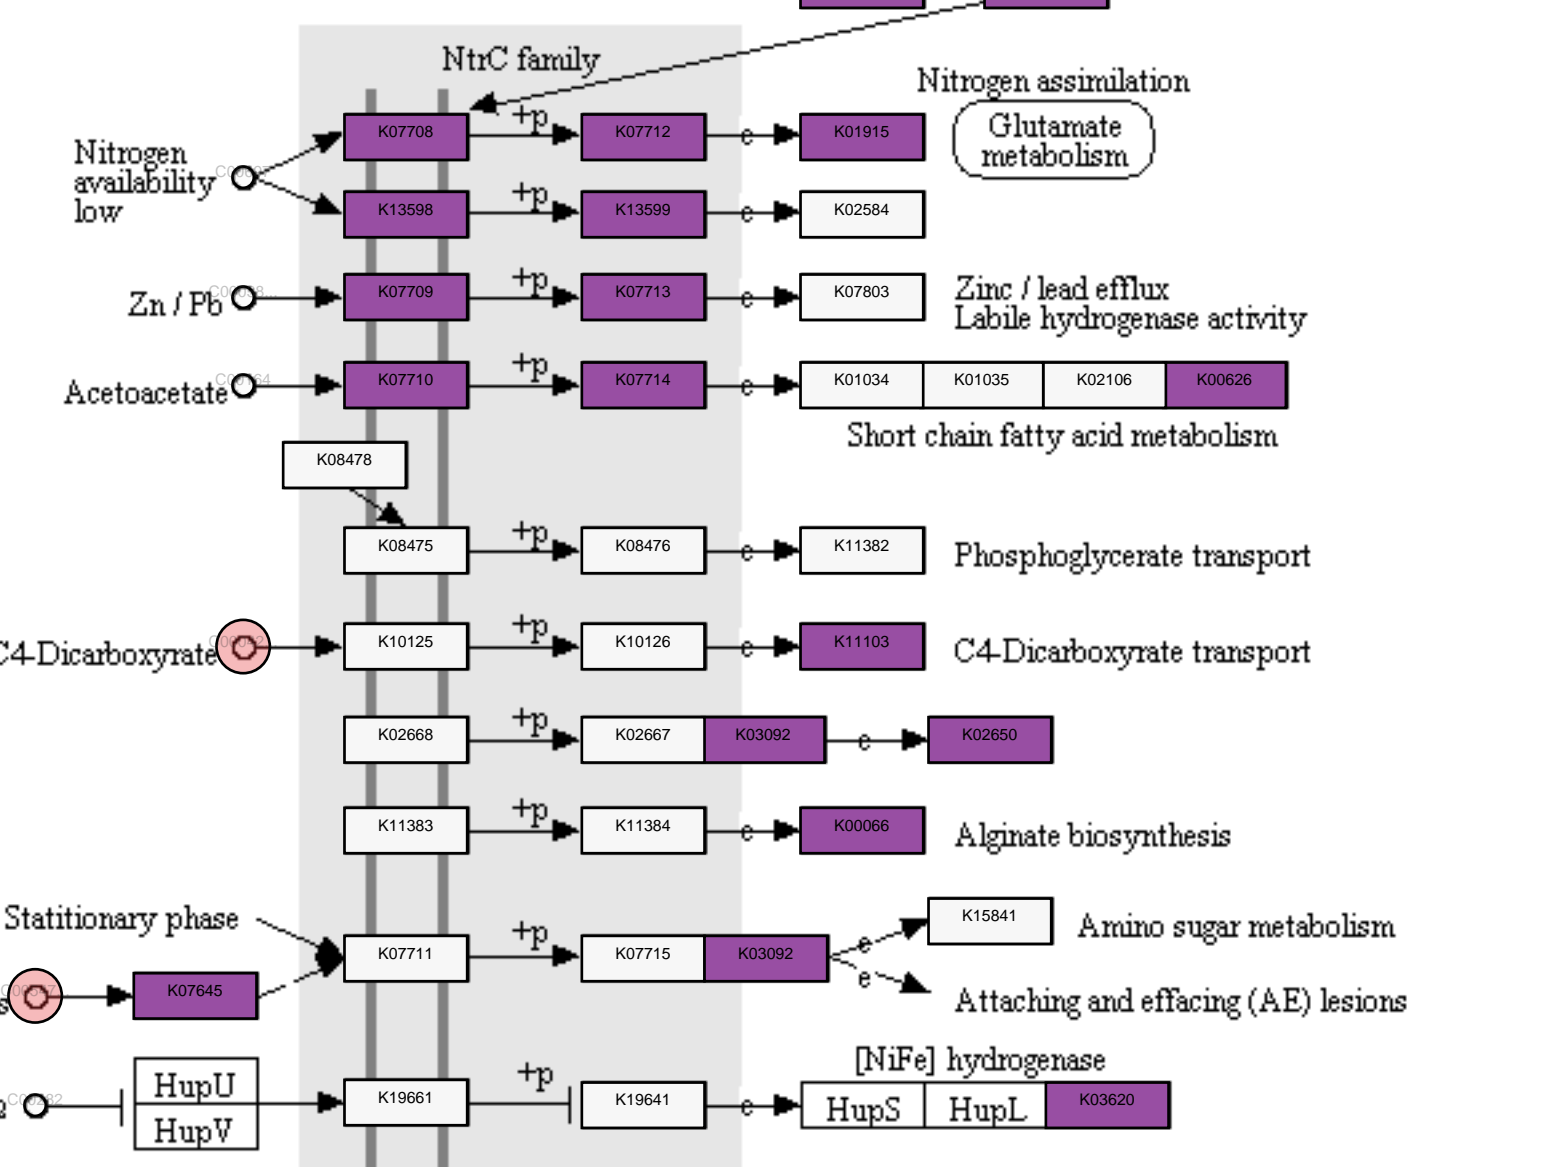 NtrC family
Nitrogen assimilation
+p
K07708
K07712
e
K01915
Glutamate
metabolism
Nitrogen
availability
low
+p
K13598
K13599
e
K02584
Zn / Pb
+p
K07709
K07713
e
K07803
Zinc / lead efflux
Labile hydrogenase activity
Acetoacetate
+p
K07710
K07714
e
K01034
K01035
K02106
K00626
Short chain fatty acid metabolism
K08478
+p
K08475
K08476
e
K11382
Phosphoglycerate transport
C4-Dicarboxyrate
+p
K10125
K10126
e
K11103
C4-Dicarboxyrate transport
+p
K02668
K02667
K03092
e
K02650
+p
K11383
K11384
e
K00066
Alginate biosynthesis
Statitionary phase
+p
K07711
K07715
K03092
e
K15841
Amino sugar metabolism
e
Attaching and effacing (AE) lesions
K07645
[NiFe] hydrogenase
HupU
HupV
+p
K19661
K19641
e
HupS
HupL
K03620